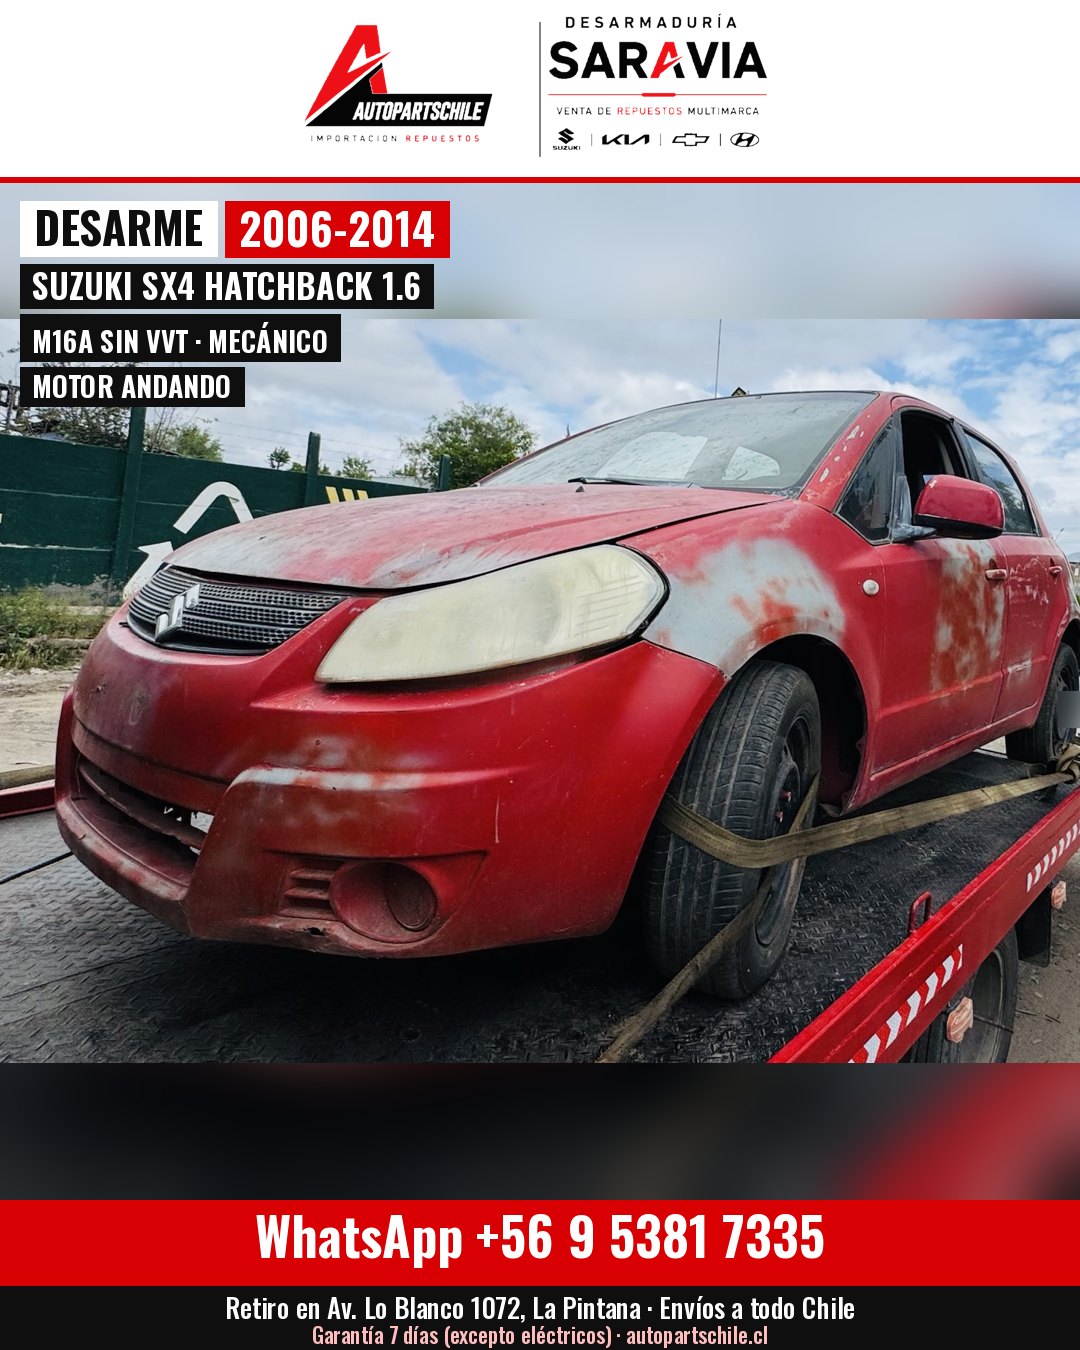 AUTOPARTSCHILE
IMPORTACION REPUESTOS
DESARMADURÍA
SARAVIA
VENTA DE REPUESTOS MULTIMARCA
SUZUKI
KIA
DESARME 2006-2014
SUZUKI SX4 HATCHBACK 1.6
M16A SIN VVT · MECÁNICO
MOTOR ANDANDO
WhatsApp +56 9 5381 7335
Retiro en Av. Lo Blanco 1072, La Pintana · Envíos a todo Chile
Garantía 7 días (excepto eléctricos) · autopartschile.cl